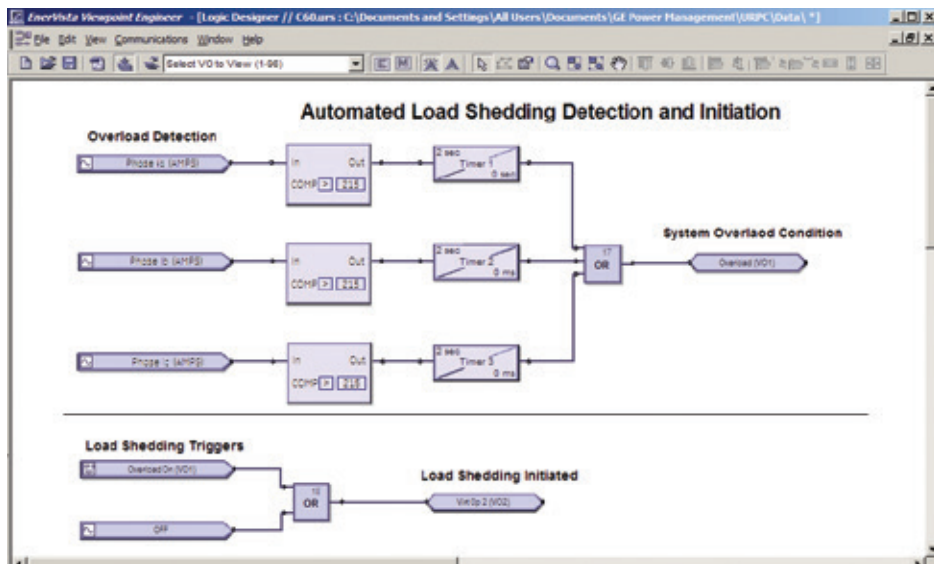 EnerVista Viewpoint Engineer - [Logic Designer // C60.urs : C:\Documents and Settings\All Users\Documents\GE Power Management\URPC\Data\ *]
File Edit View Communications Window Help
Select VO to View (1-96)
Automated Load Shedding Detection and Initiation
Overload Detection
Phase ia (AMPS)
In Out
COMP > 215
2 sec
Timer 1
0 sec
System Overlaod Condition
Phase ib (AMPS)
In Out
COMP > 215
2 sec
Timer 2
0 ms
17
OR
Overload (VO1)
Phase ic (AMPS)
In Out
COMP > 215
2 sec
Timer 3
0 ms
Load Shedding Triggers
Overload On (VO1)
Load Shedding Initiated
OR
Virt Op 2 (VO2)
OFF